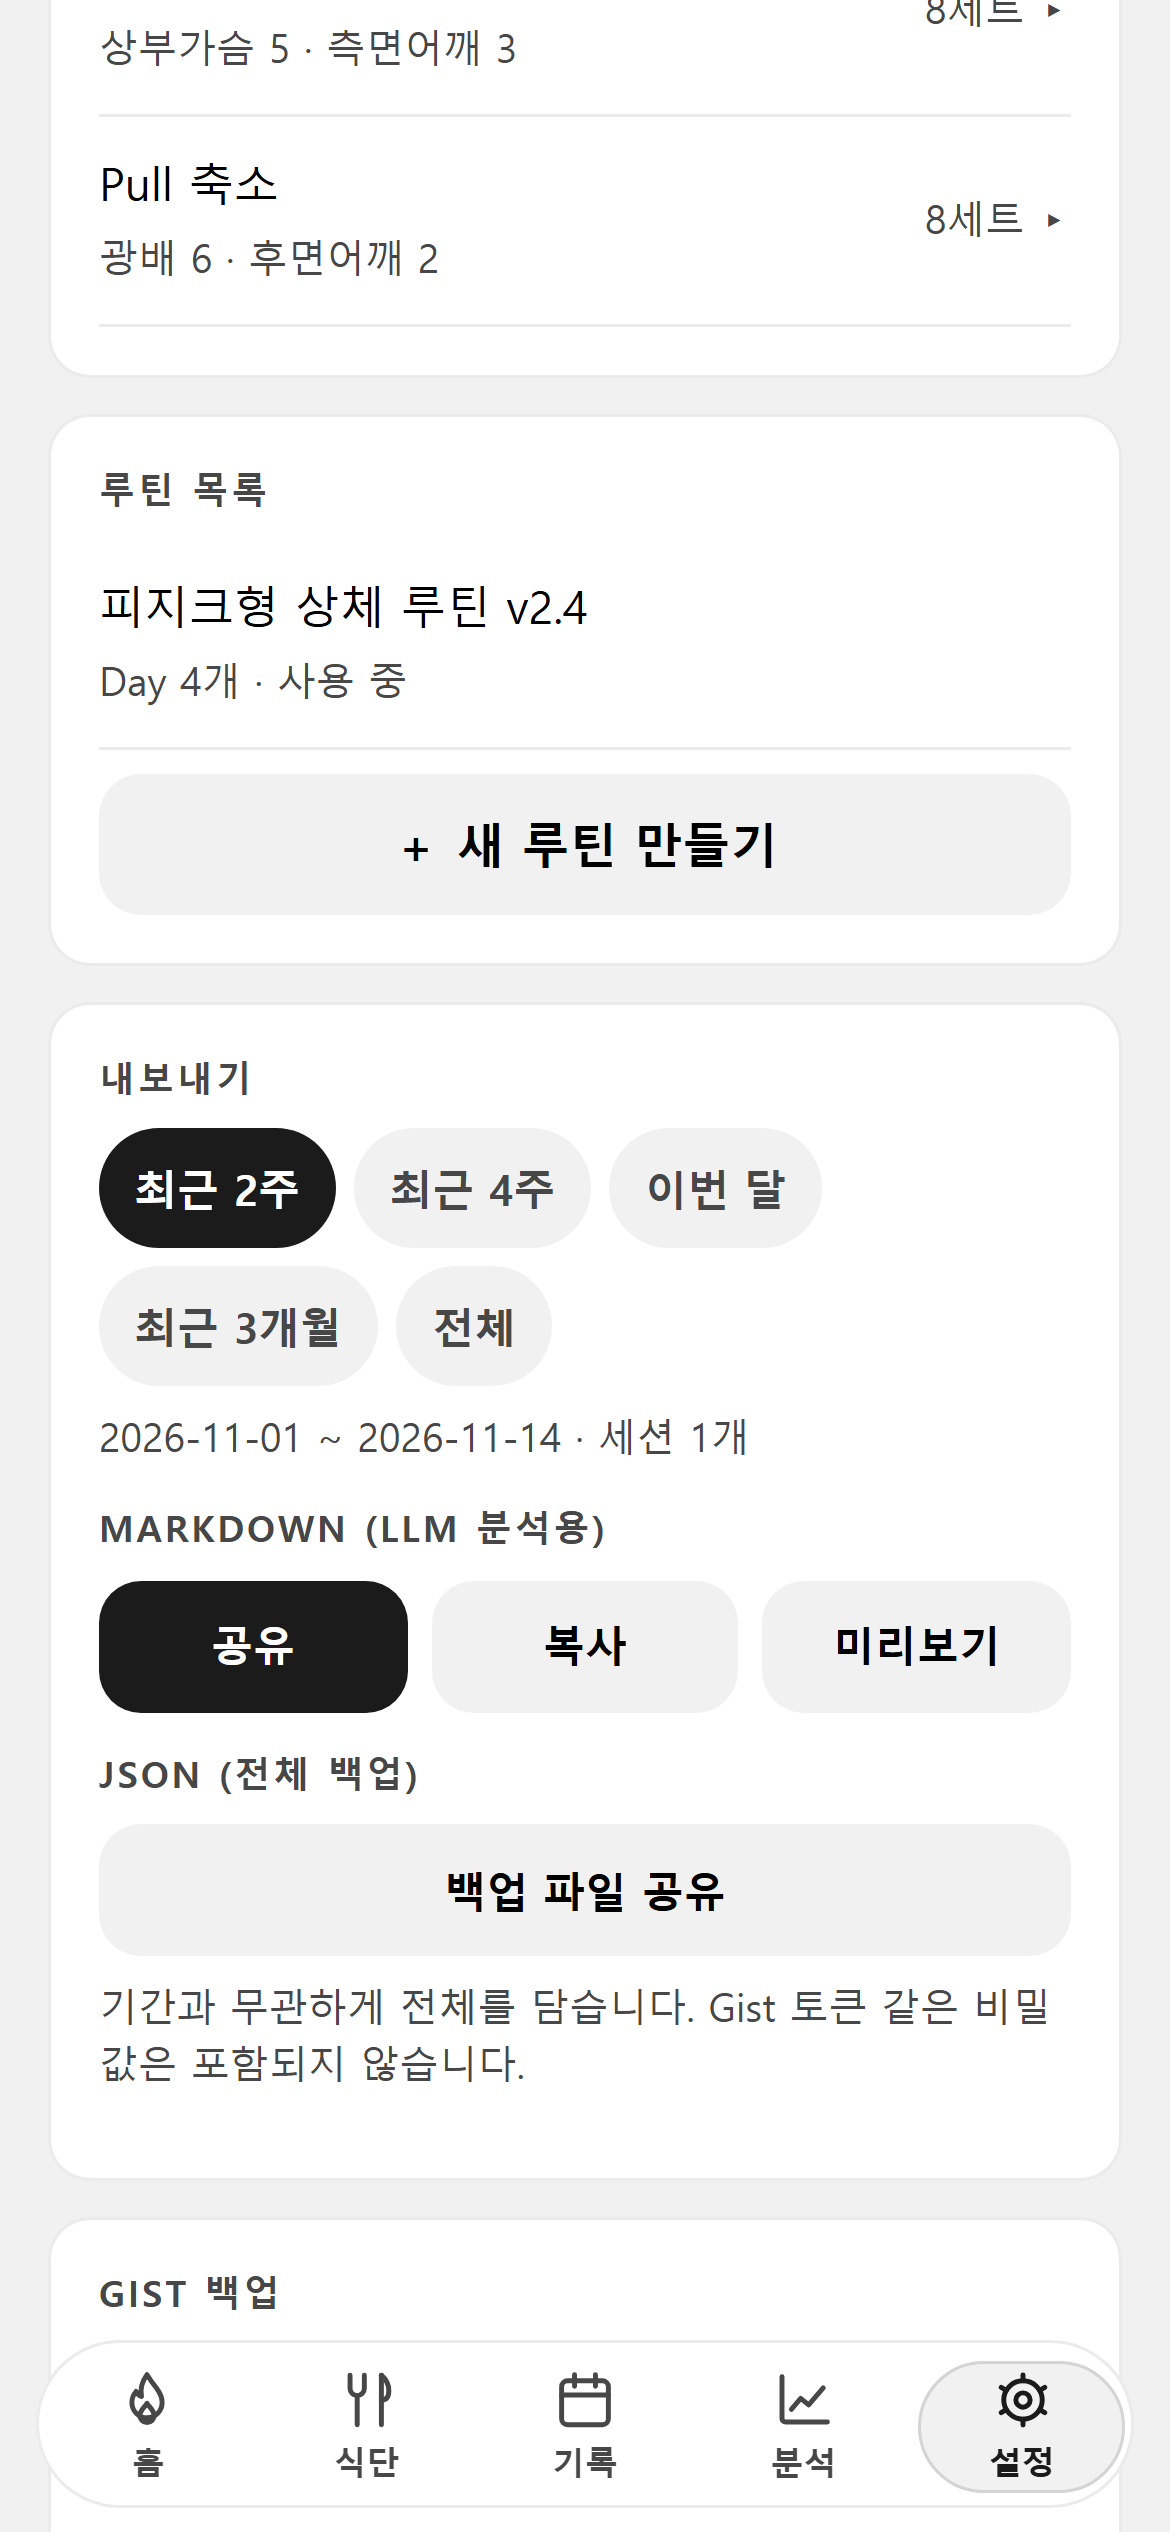 8세트 ▸
상부가슴 5 · 측면어깨 3
Pull 축소
8세트 ▸
광배 6 · 후면어깨 2
루틴 목록
피지크형 상체 루틴 v2.4
Day 4개 · 사용 중
+ 새 루틴 만들기
내보내기
최근 2주 최근 4주 이번 달
최근 3개월 전체
2026-11-01 ~ 2026-11-14 · 세션 1개
MARKDOWN (LLM 분석용)
공유 복사 미리보기
JSON (전체 백업)
백업 파일 공유
기간과 무관하게 전체를 담습니다. Gist 토큰 같은 비밀
값은 포함되지 않습니다.
GIST 백업
홈 식단 기록 분석 설정